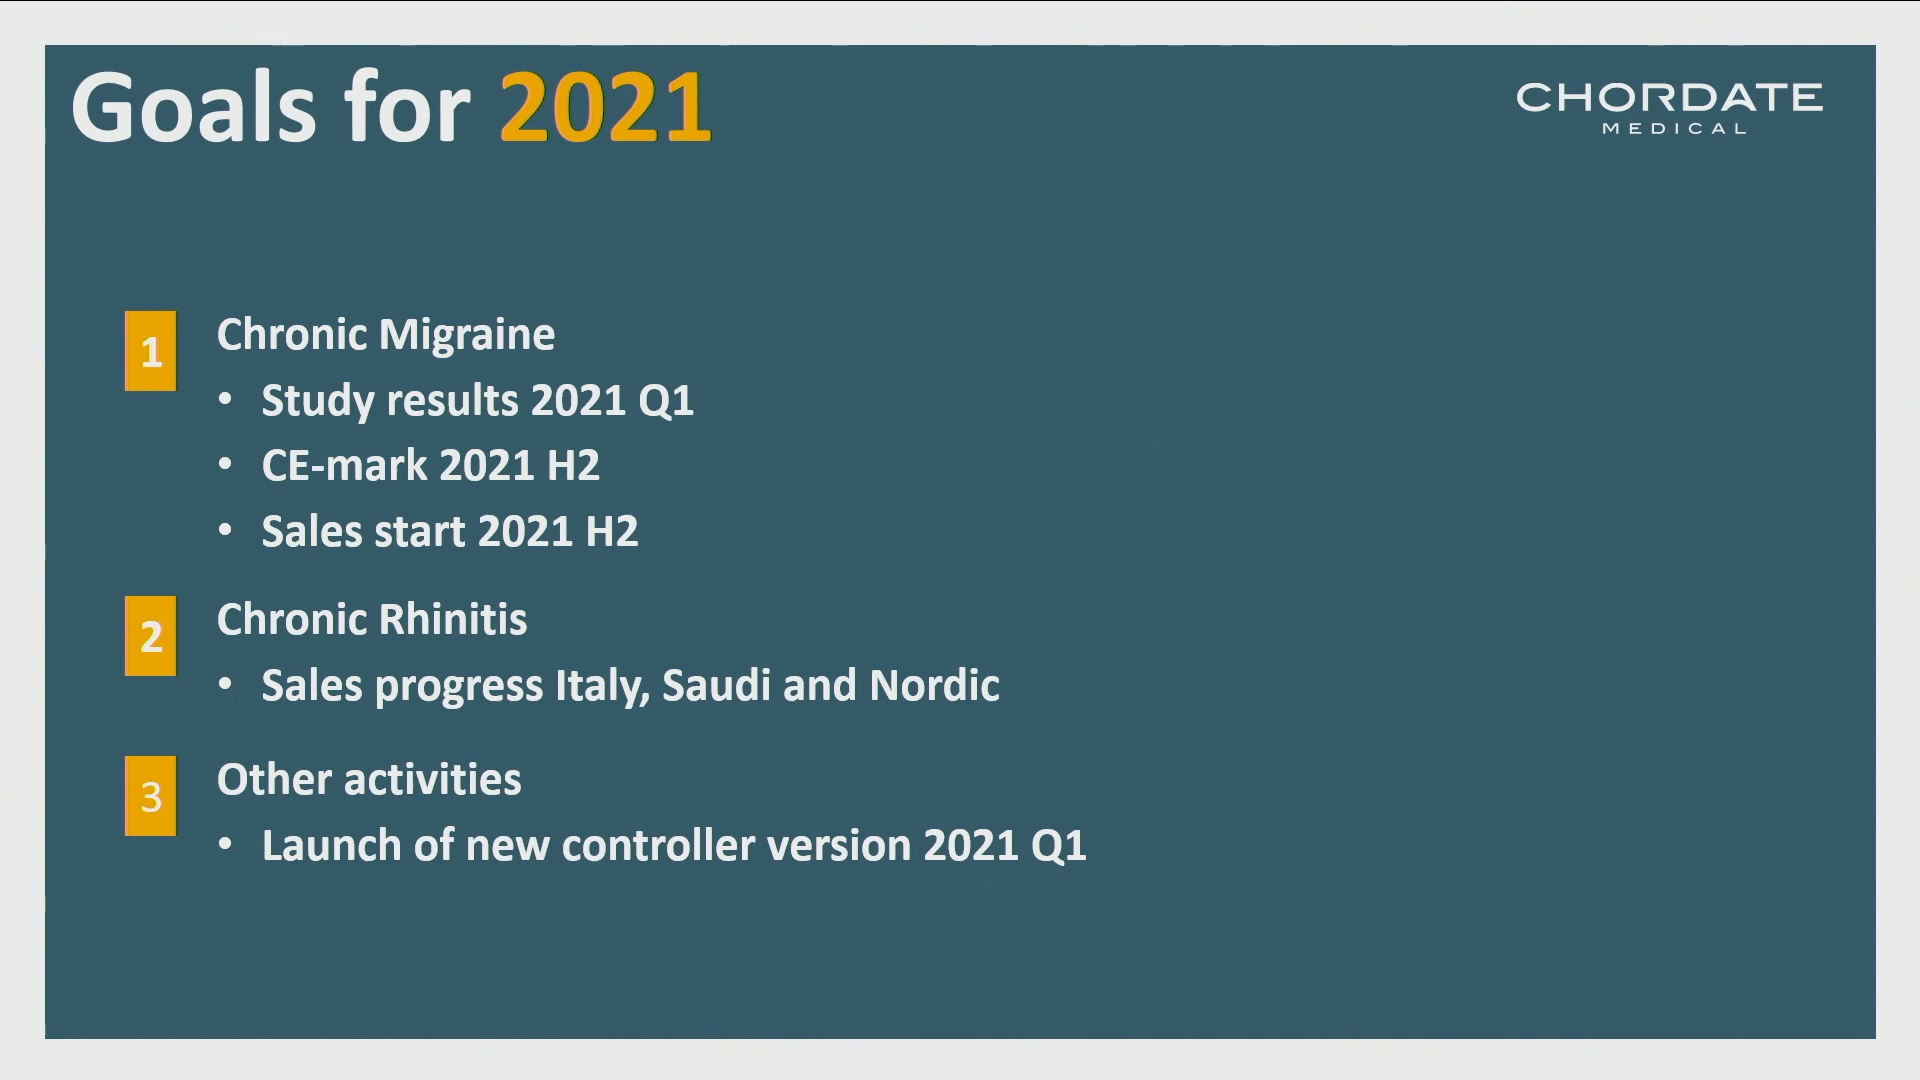 Goals for 2021
CHORDATE
MEDICAL
1
Chronic Migraine
• Study results 2021 Q1
• CE-mark 2021 H2
• Sales start 2021 H2
2
Chronic Rhinitis
• Sales progress Italy, Saudi and Nordic
3
Other activities
• Launch of new controller version 2021 Q1